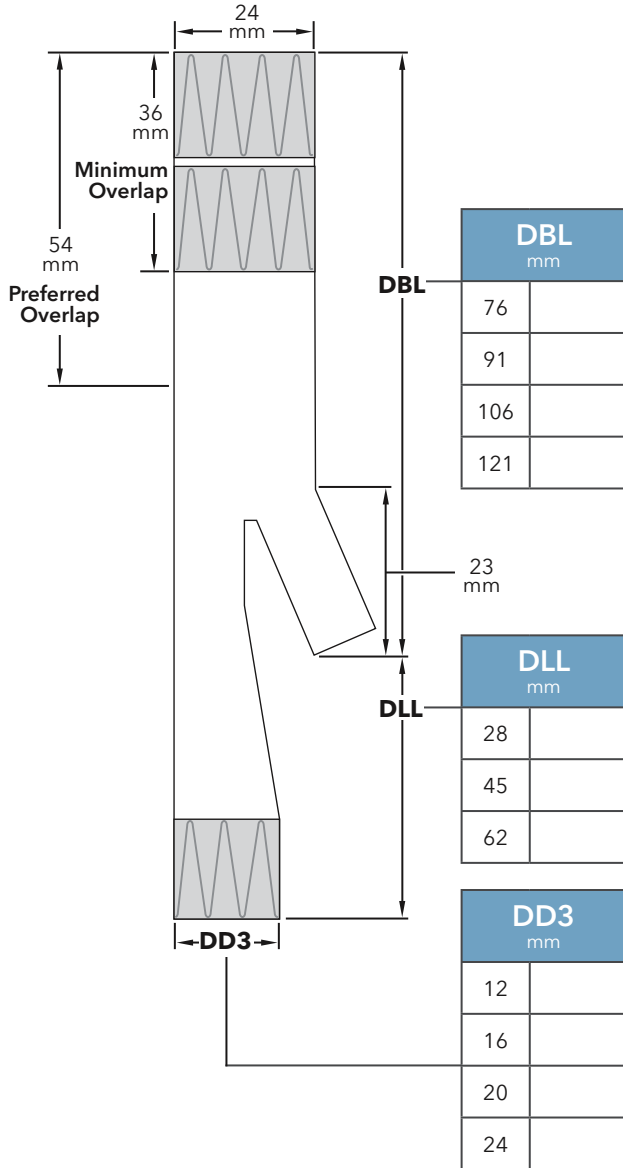 24
mm
36
mm
Minimum
Overlap
54
mm
Preferred
Overlap
DBL
DBL
mm
76
91
106
121
23
mm
DLL
DLL
mm
28
45
62
DD3
DD3
mm
12
16
20
24